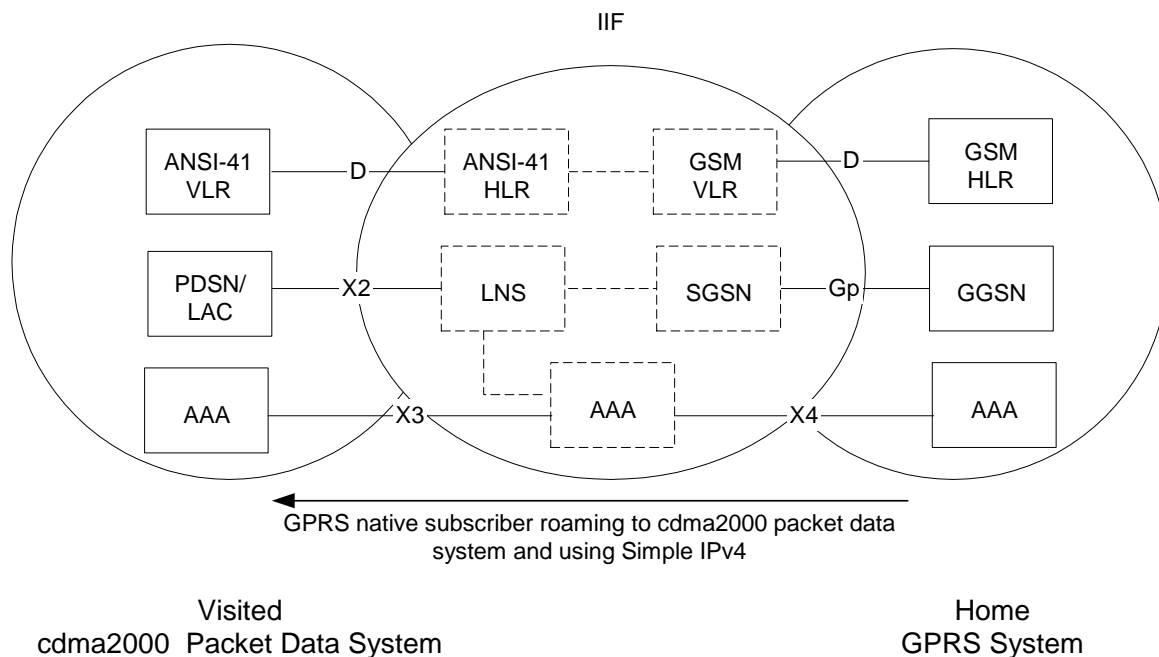 IIF
ANSI-41
VLR
D
ANSI-41
HLR
GSM
VLR
D
GSM
HLR
PDSN/
LAC
X2
LNS
SGSN
Gp
GGSN
AAA
X3
AAA
X4
AAA
GPRS native subscriber roaming to cdma2000 packet data
system and using Simple IPv4
Visited
cdma2000 Packet Data System
Home
GPRS System